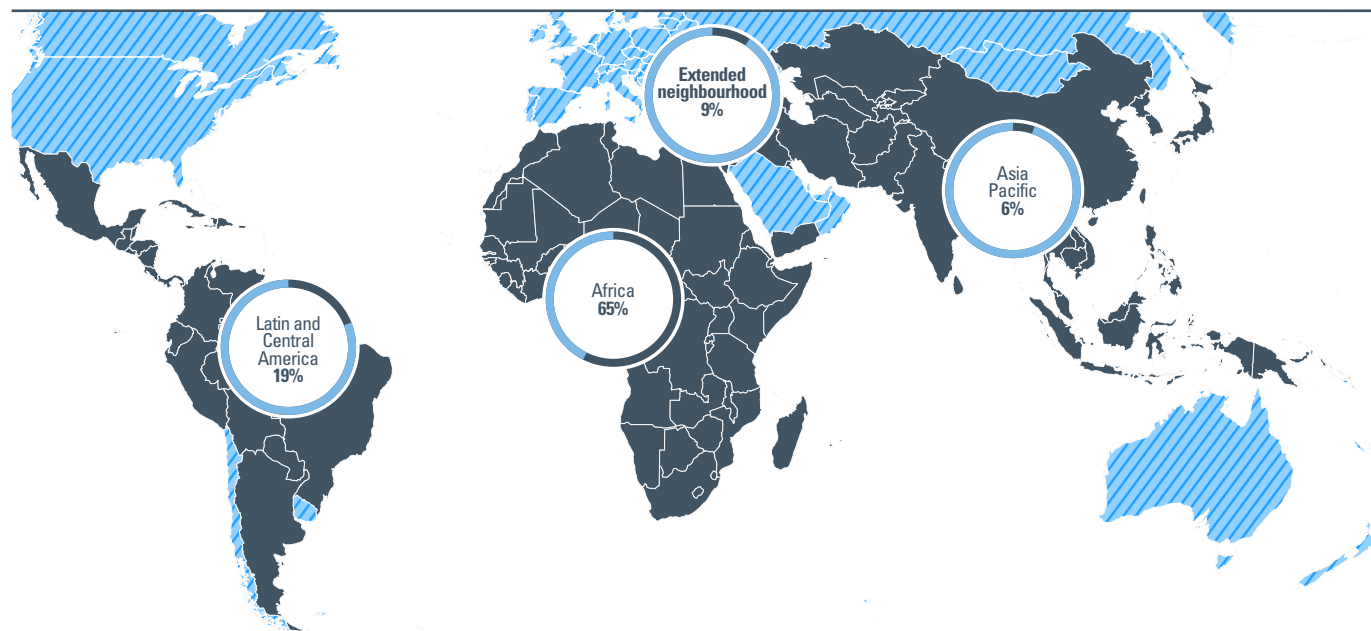 Extended
neighbourhood
9%
Asia
Pacific
6%
Africa
65%
Latin and
Central
America
19%